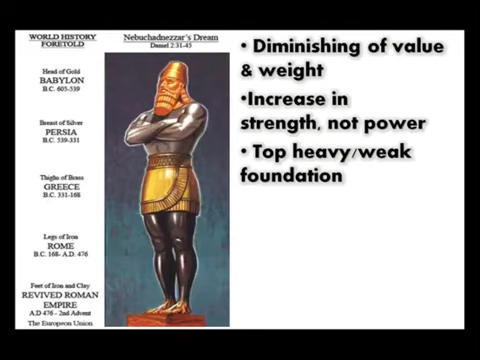 WORLD HISTORY
FORETOLD
Nebuchadnezzar's Dream
Daniel 2:31-45
Head of Gold
BABYLON
B.C. 605-539
Breast of Silver
PERSIA
B.C. 539-331
Thighs of Brass
GREECE
B.C. 331-168
Legs of Iron
ROME
B.C. 168- A.D. 476
Feet of Iron and Clay
REVIVED ROMAN
EMPIRE
A.D 476 - 2nd Advent
The European Union
• Diminishing of value
& weight
•Increase in
strength, not power
• Top heavy/weak
foundation